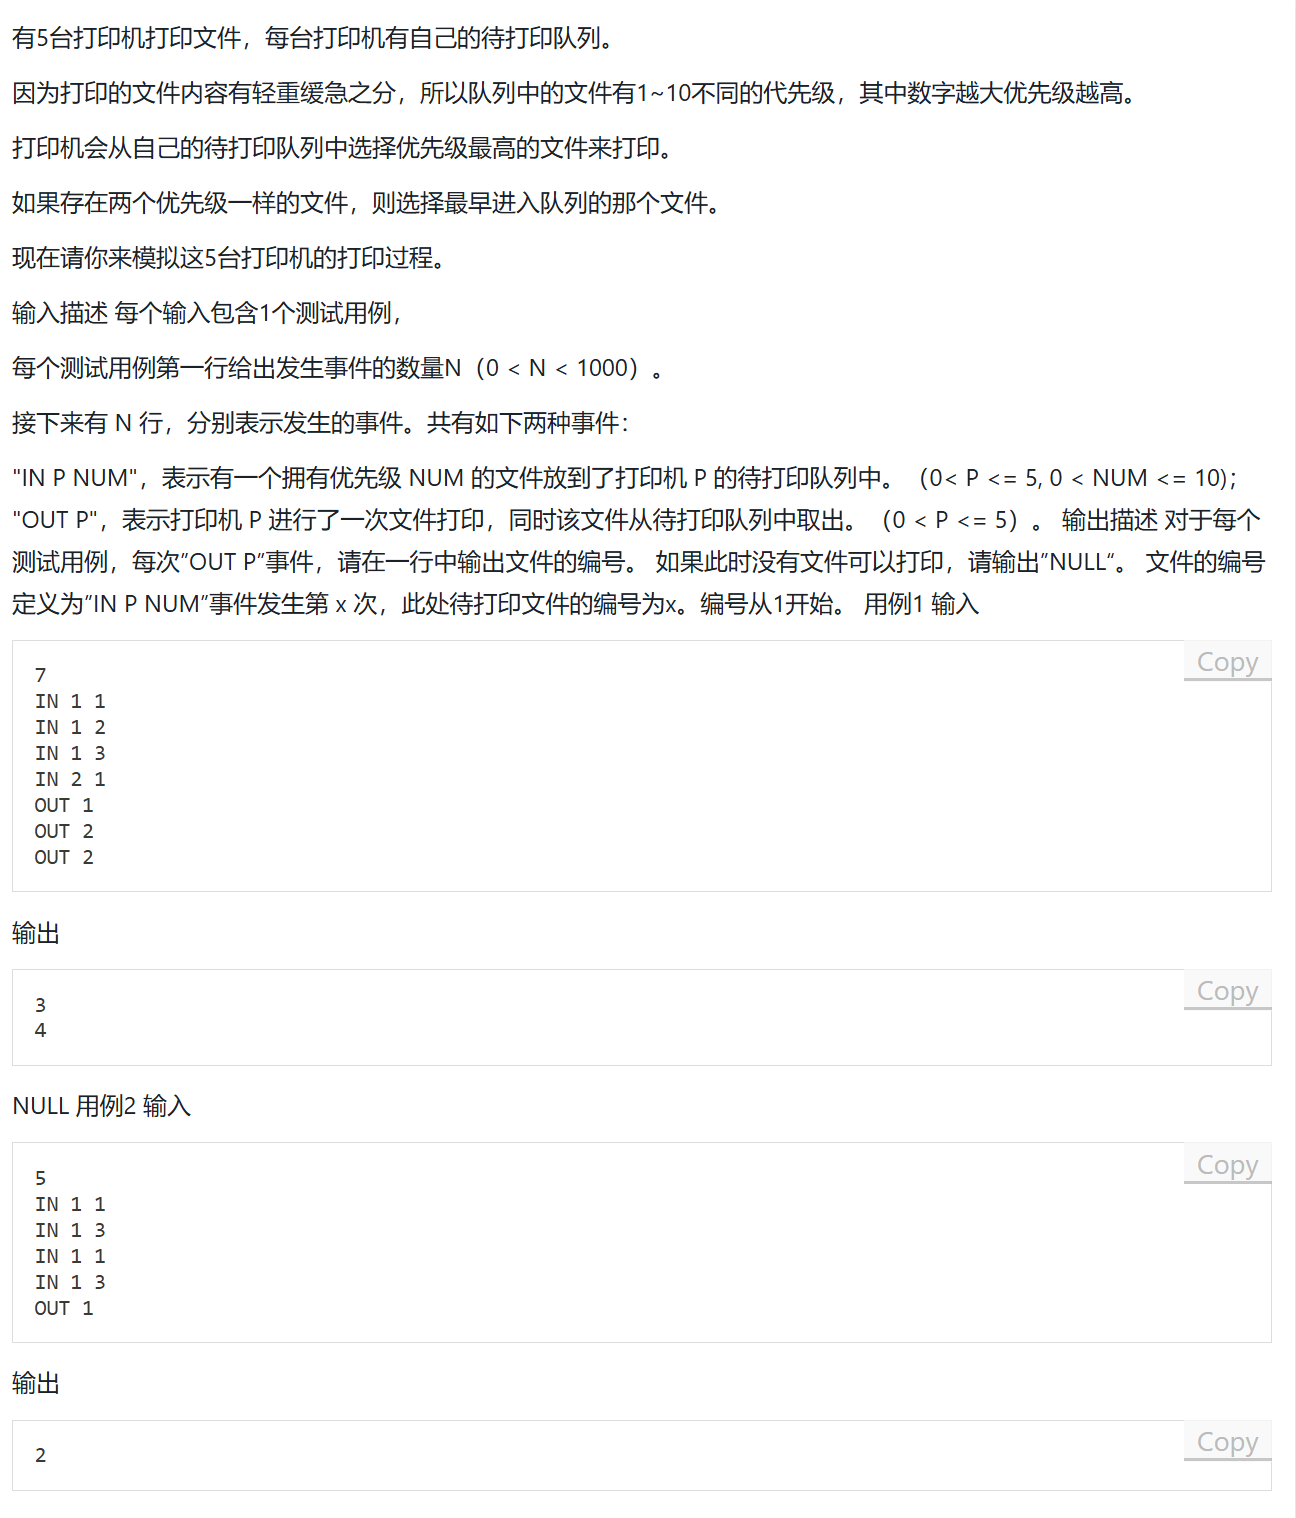 有5台打印机打印文件，每台打印机有自己的待打印队列。
因为打印的文件内容有轻重缓急之分，所以队列中的文件有1~10不同的代先级，其中数字越大优先级越高。
打印机会从自己的待打印队列中选择优先级最高的文件来打印。
如果存在两个优先级一样的文件，则选择最早进入队列的那个文件。
现在请你来模拟这5台打印机的打印过程。
输入描述 每个输入包含1个测试用例，
每个测试用例第一行给出发生事件的数量N（0 < N < 1000）。
接下来有 N 行，分别表示发生的事件。共有如下两种事件：
"IN P NUM"，表示有一个拥有优先级 NUM 的文件放到了打印机 P 的待打印队列中。（0< P <= 5, 0 < NUM <= 10)；
"OUT P"，表示打印机 P 进行了一次文件打印，同时该文件从待打印队列中取出。（0 < P <= 5）。 输出描述 对于每个
测试用例，每次”OUT P”事件，请在一行中输出文件的编号。 如果此时没有文件可以打印，请输出”NULL“。 文件的编号
定义为”IN P NUM”事件发生第 x 次，此处待打印文件的编号为x。编号从1开始。 用例1 输入
Copy
7
IN 1 1
IN 1 2
IN 1 3
IN 2 1
OUT 1
OUT 2
OUT 2
输出
Copy
3
4
NULL 用例2 输入
Copy
5
IN 1 1
IN 1 3
IN 1 1
IN 1 3
OUT 1
输出
Copy
2